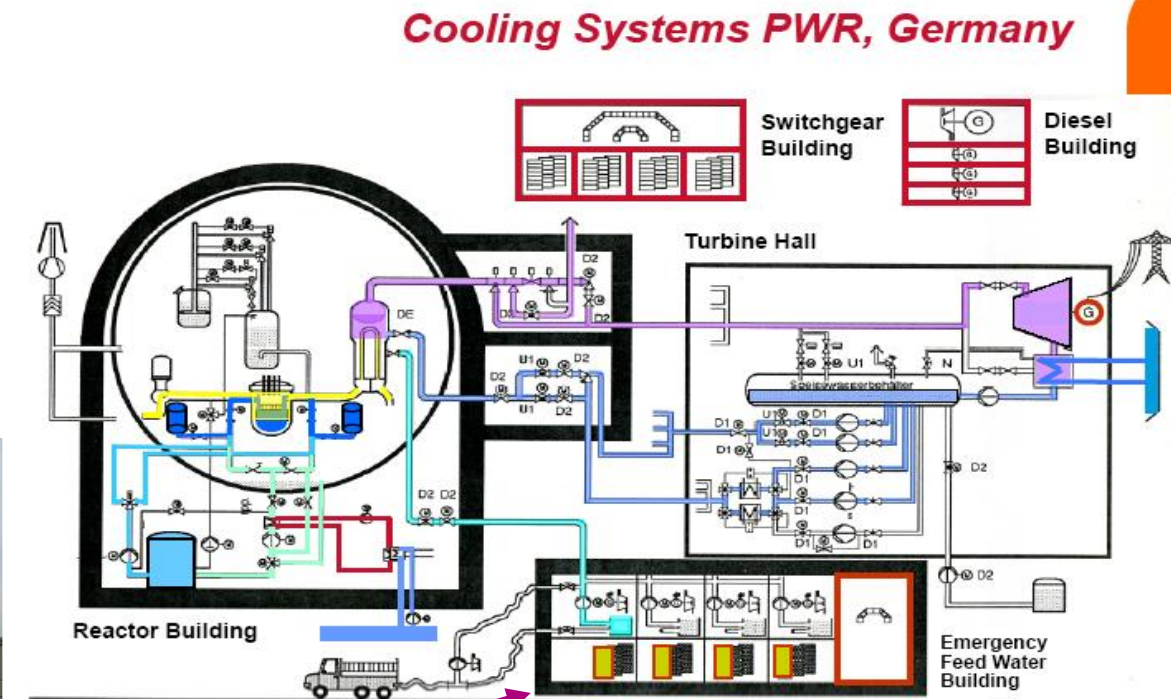 Cooling Systems PWR, Germany
Switchgear
Building
Diesel
Building
G
Turbine Hall
D2
D2
DE
G
U1
N
Speisewasserbehälter
U1
D2
D2
U1
D2
D1
U1
D1
U1
D1
D1
D2
D1
D1
D1
D1
D2
D2 D2
Reactor Building
Emergency
Feed Water
Building